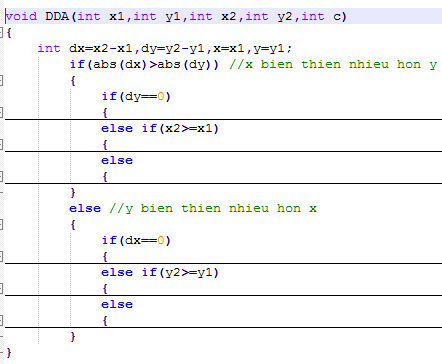 void DDA(int x1,int y1,int x2,int y2,int c)
{
int dx=x2-x1,dy=y2-y1,x=x1,y=y1;
if(abs(dx)>abs(dy)) //x bien thien nhieu hon y
{
if(dy==0)
{
else if(x2>=x1)
{
else
{
}
else //y bien thien nhieu hon x
{
if(dx==0)
{
else if(y2>=y1)
{
else
{
}
}